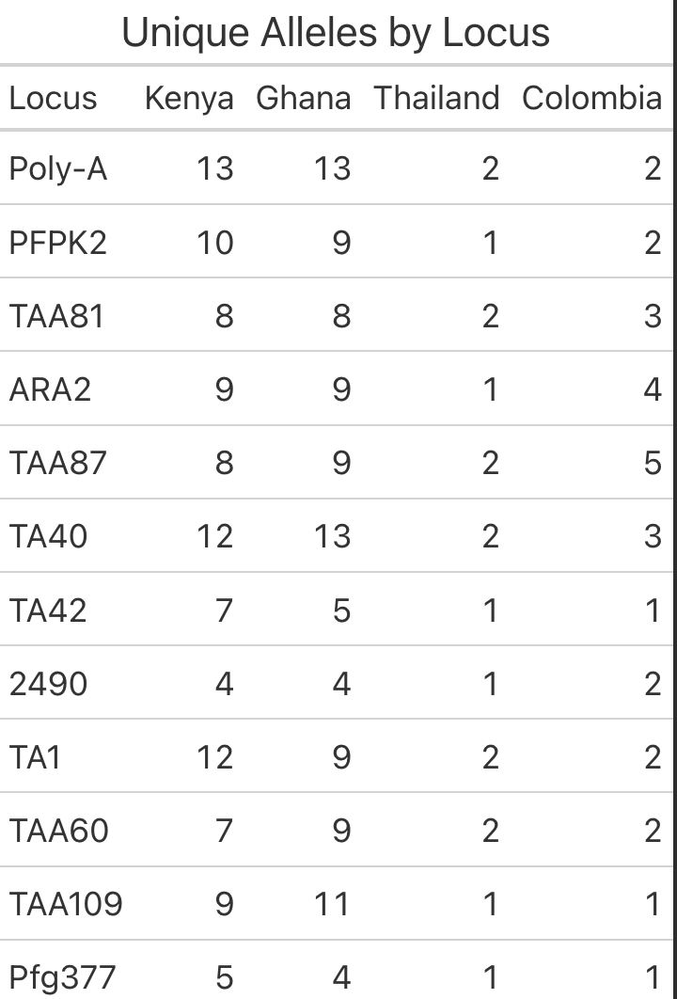 Unique Alleles by Locus
Locus Kenya Ghana Thailand Colombia
Poly-A 13 13 2 2
PFPK2 10 9 1 2
TAA81 8 8 2 3
ARA2 9 9 1 4
TAA87 8 9 2 5
TA40 12 13 2 3
TA42 7 5 1 1
2490 4 4 1 2
TA1 12 9 2 2
TAA60 7 9 2 2
TAA109 9 11 1 1
Pfg377 5 4 1 1